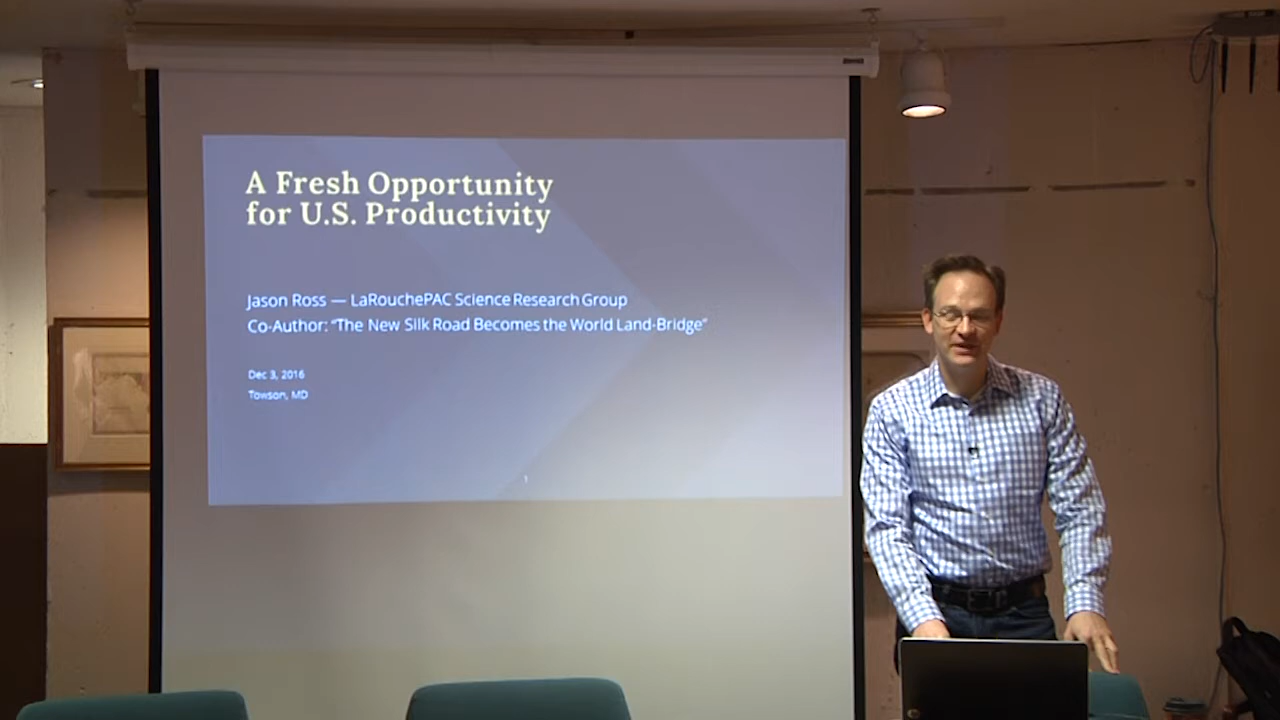 A Fresh Opportunity
for U.S. Productivity
Jason Ross — LaRouchePAC Science Research Group
Co-Author: "The New Silk Road Becomes the World Land-Bridge"
Dec 3, 2016
Towson, MD
1